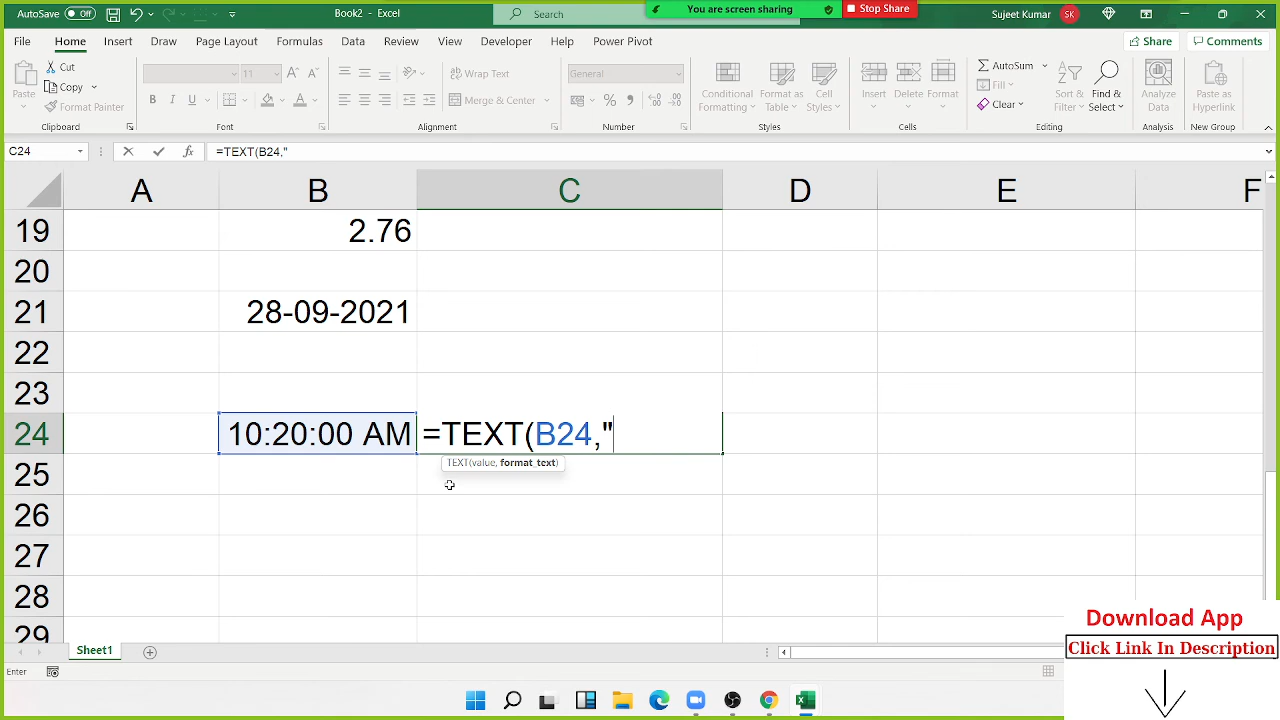 AutoSave Off Book2 - Excel Search You are screen sharing Stop Share Sujeet Kumar SK
File Home Insert Draw Page Layout Formulas Data Review View Developer Help Power Pivot Share Comments
Paste Cut Copy Format Painter
Clipboard
11 A A B I U A
Font
ab Wrap Text Merge & Center
Alignment
General % , .00
Number
Conditional Formatting Format as Table Cell Styles
Styles
Insert Delete Format
Cells
AutoSum Fill Clear Sort & Filter Find & Select
Editing
Analyze Data
Analysis
Paste as Hyperlink
New Group
C24 fx =TEXT(B24,"
A B C D E F
19 2.76
20
21 28-09-2021
22
23
24 10:20:00 AM =TEXT(B24,"
TEXT(value, format_text)
25
26
27
28
29
Sheet1
Enter
Download App
Click Link In Description